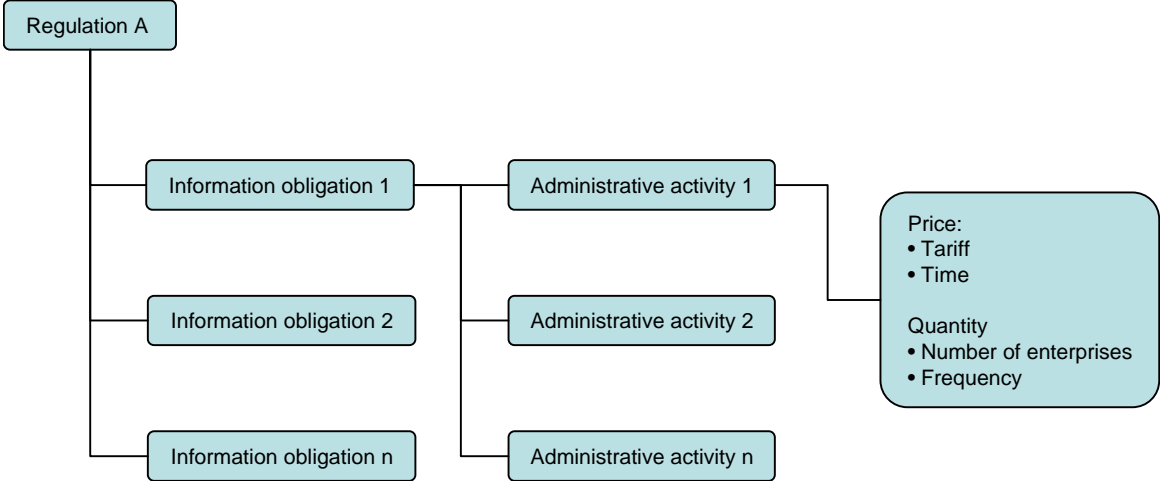 Regulation A
Information obligation 1
Administrative activity 1
Information obligation 2
Administrative activity 2
Information obligation n
Administrative activity n
Price:
• Tariff
• Time
Quantity
• Number of enterprises
• Frequency